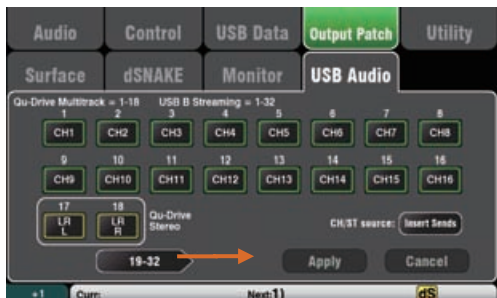 Audio Control USB Data Output Patch Utility
Surface dSNAKE Monitor USB Audio
Qu-Drive Multitrack = 1-18 USB B Streaming = 1-32
1 2 3 4 5 6 7 8
CH1 CH2 CH3 CH4 CH5 CH6 CH7 CH8
9 10 11 12 13 14 15 16
CH9 CH10 CH11 CH12 CH13 CH14 CH15 CH16
17 18
LR L LR R Qu-Drive Stereo CH/ST source: Insert Sends
19-32 Apply Cancel
+1 Curr: Next:1) dS